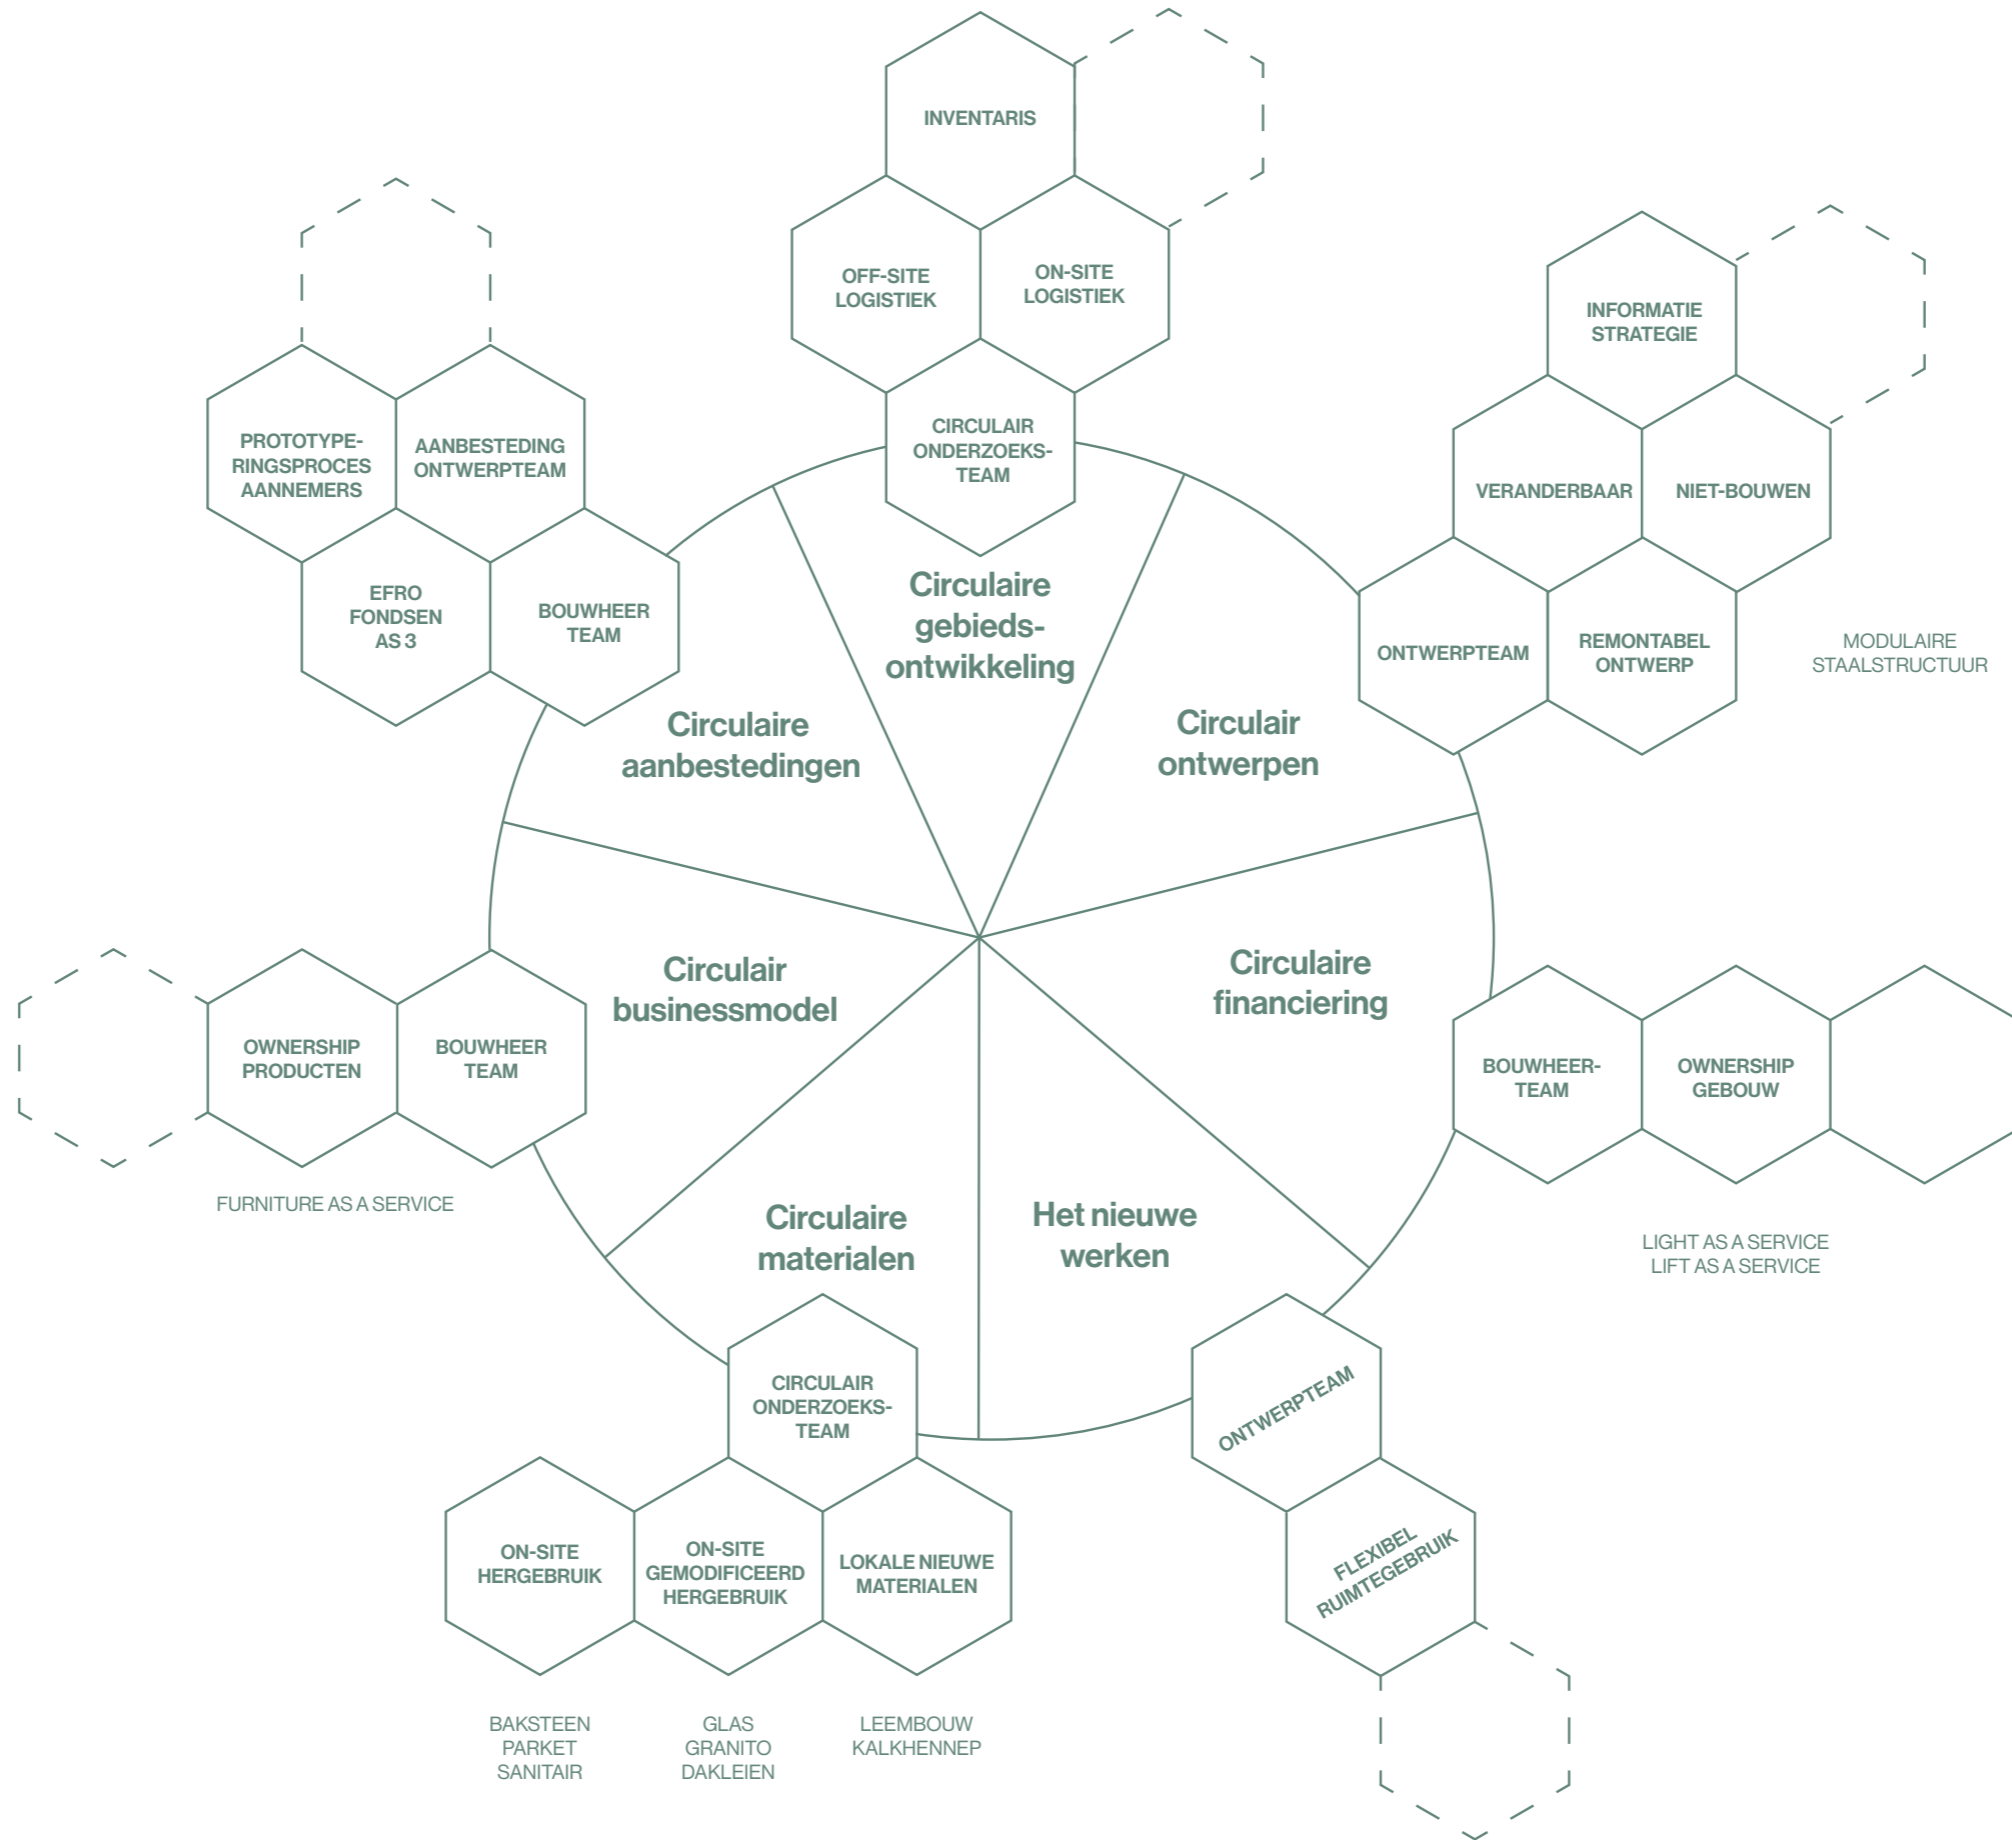 INVENTARIS
OFF-SITE
LOGISTIEK
ON-SITE
LOGISTIEK
CIRCULAIR
ONDERZOEKS-
TEAM
INFORMATIE
STRATEGIE
VERANDERBAAR
NIET-BOUWEN
ONTWERPTEAM
REMONTABEL
ONTWERP
MODULAIRE
STAALSTRUCTUUR
PROTOTYPE-
RINGSPROCES
AANNEMERS
AANBESTEDING
ONTWERPTEAM
EFRO
FONDSEN
AS 3
BOUWHEER
TEAM
Circulaire
gebieds-
ontwikkeling
Circulaire
aanbestedingen
Circulair
ontwerpen
Circulair
businessmodel
Circulaire
financiering
OWNERSHIP
PRODUCTEN
BOUWHEER
TEAM
FURNITURE AS A SERVICE
BOUWHEER-
TEAM
OWNERSHIP
GEBOUW
LIGHT AS A SERVICE
LIFT AS A SERVICE
Circulaire
materialen
Het nieuwe
werken
CIRCULAIR
ONDERZOEKS-
TEAM
ON-SITE
HERGEBRUIK
ON-SITE
GEMODIFICEERD
HERGEBRUIK
LOKALE NIEUWE
MATERIALEN
ONTWERPTEAM
FLEXIBEL
RUIMTEGEBRUIK
BAKSTEEN
PARKET
SANITAIR
GLAS
GRANITO
DAKLEIEN
LEEMBOUW
KALKHENNEP